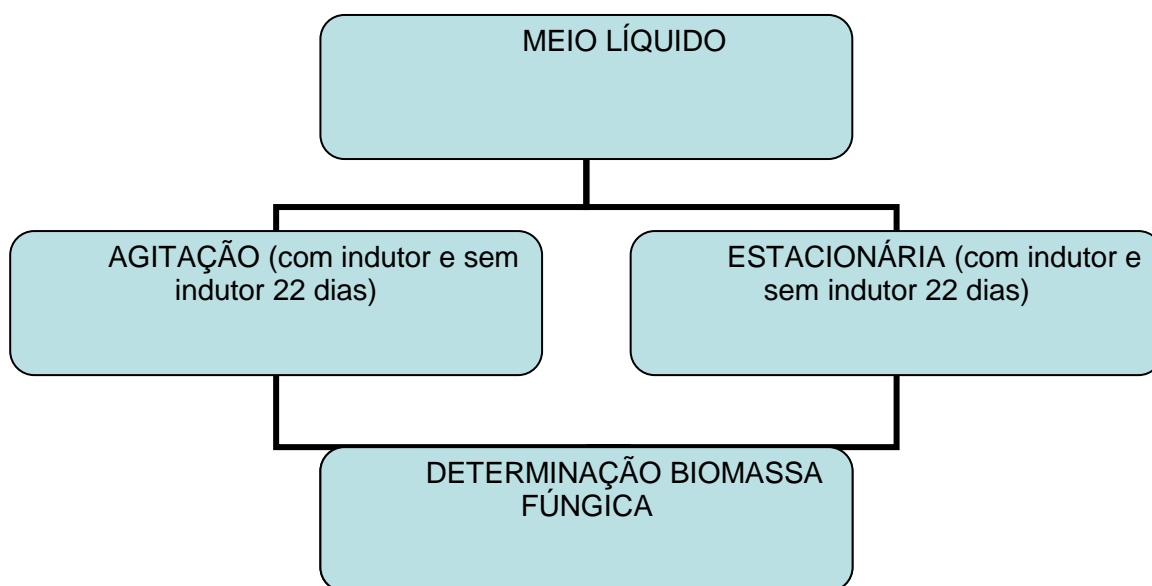 MEIO LÍQUIDO
AGITAÇÃO (com indutor e sem
indutor 22 dias)
ESTACIONÁRIA (com indutor e
sem indutor 22 dias)
DETERMINAÇÃO BIOMASSA
FÚNGICA